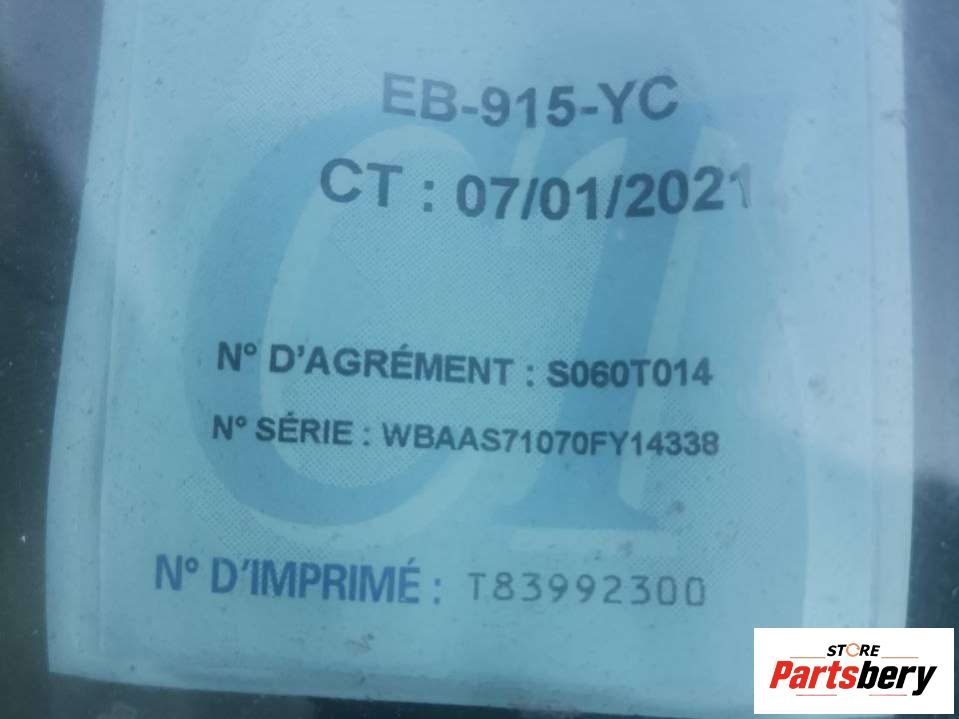 EB-915-YC
CT : 07/01/2021
N° D'AGRÉMENT : S060T014
N° SÉRIE : WBAAS71070FY14338
N° D'IMPRIMÉ : T83992300
STORE
Partsbery